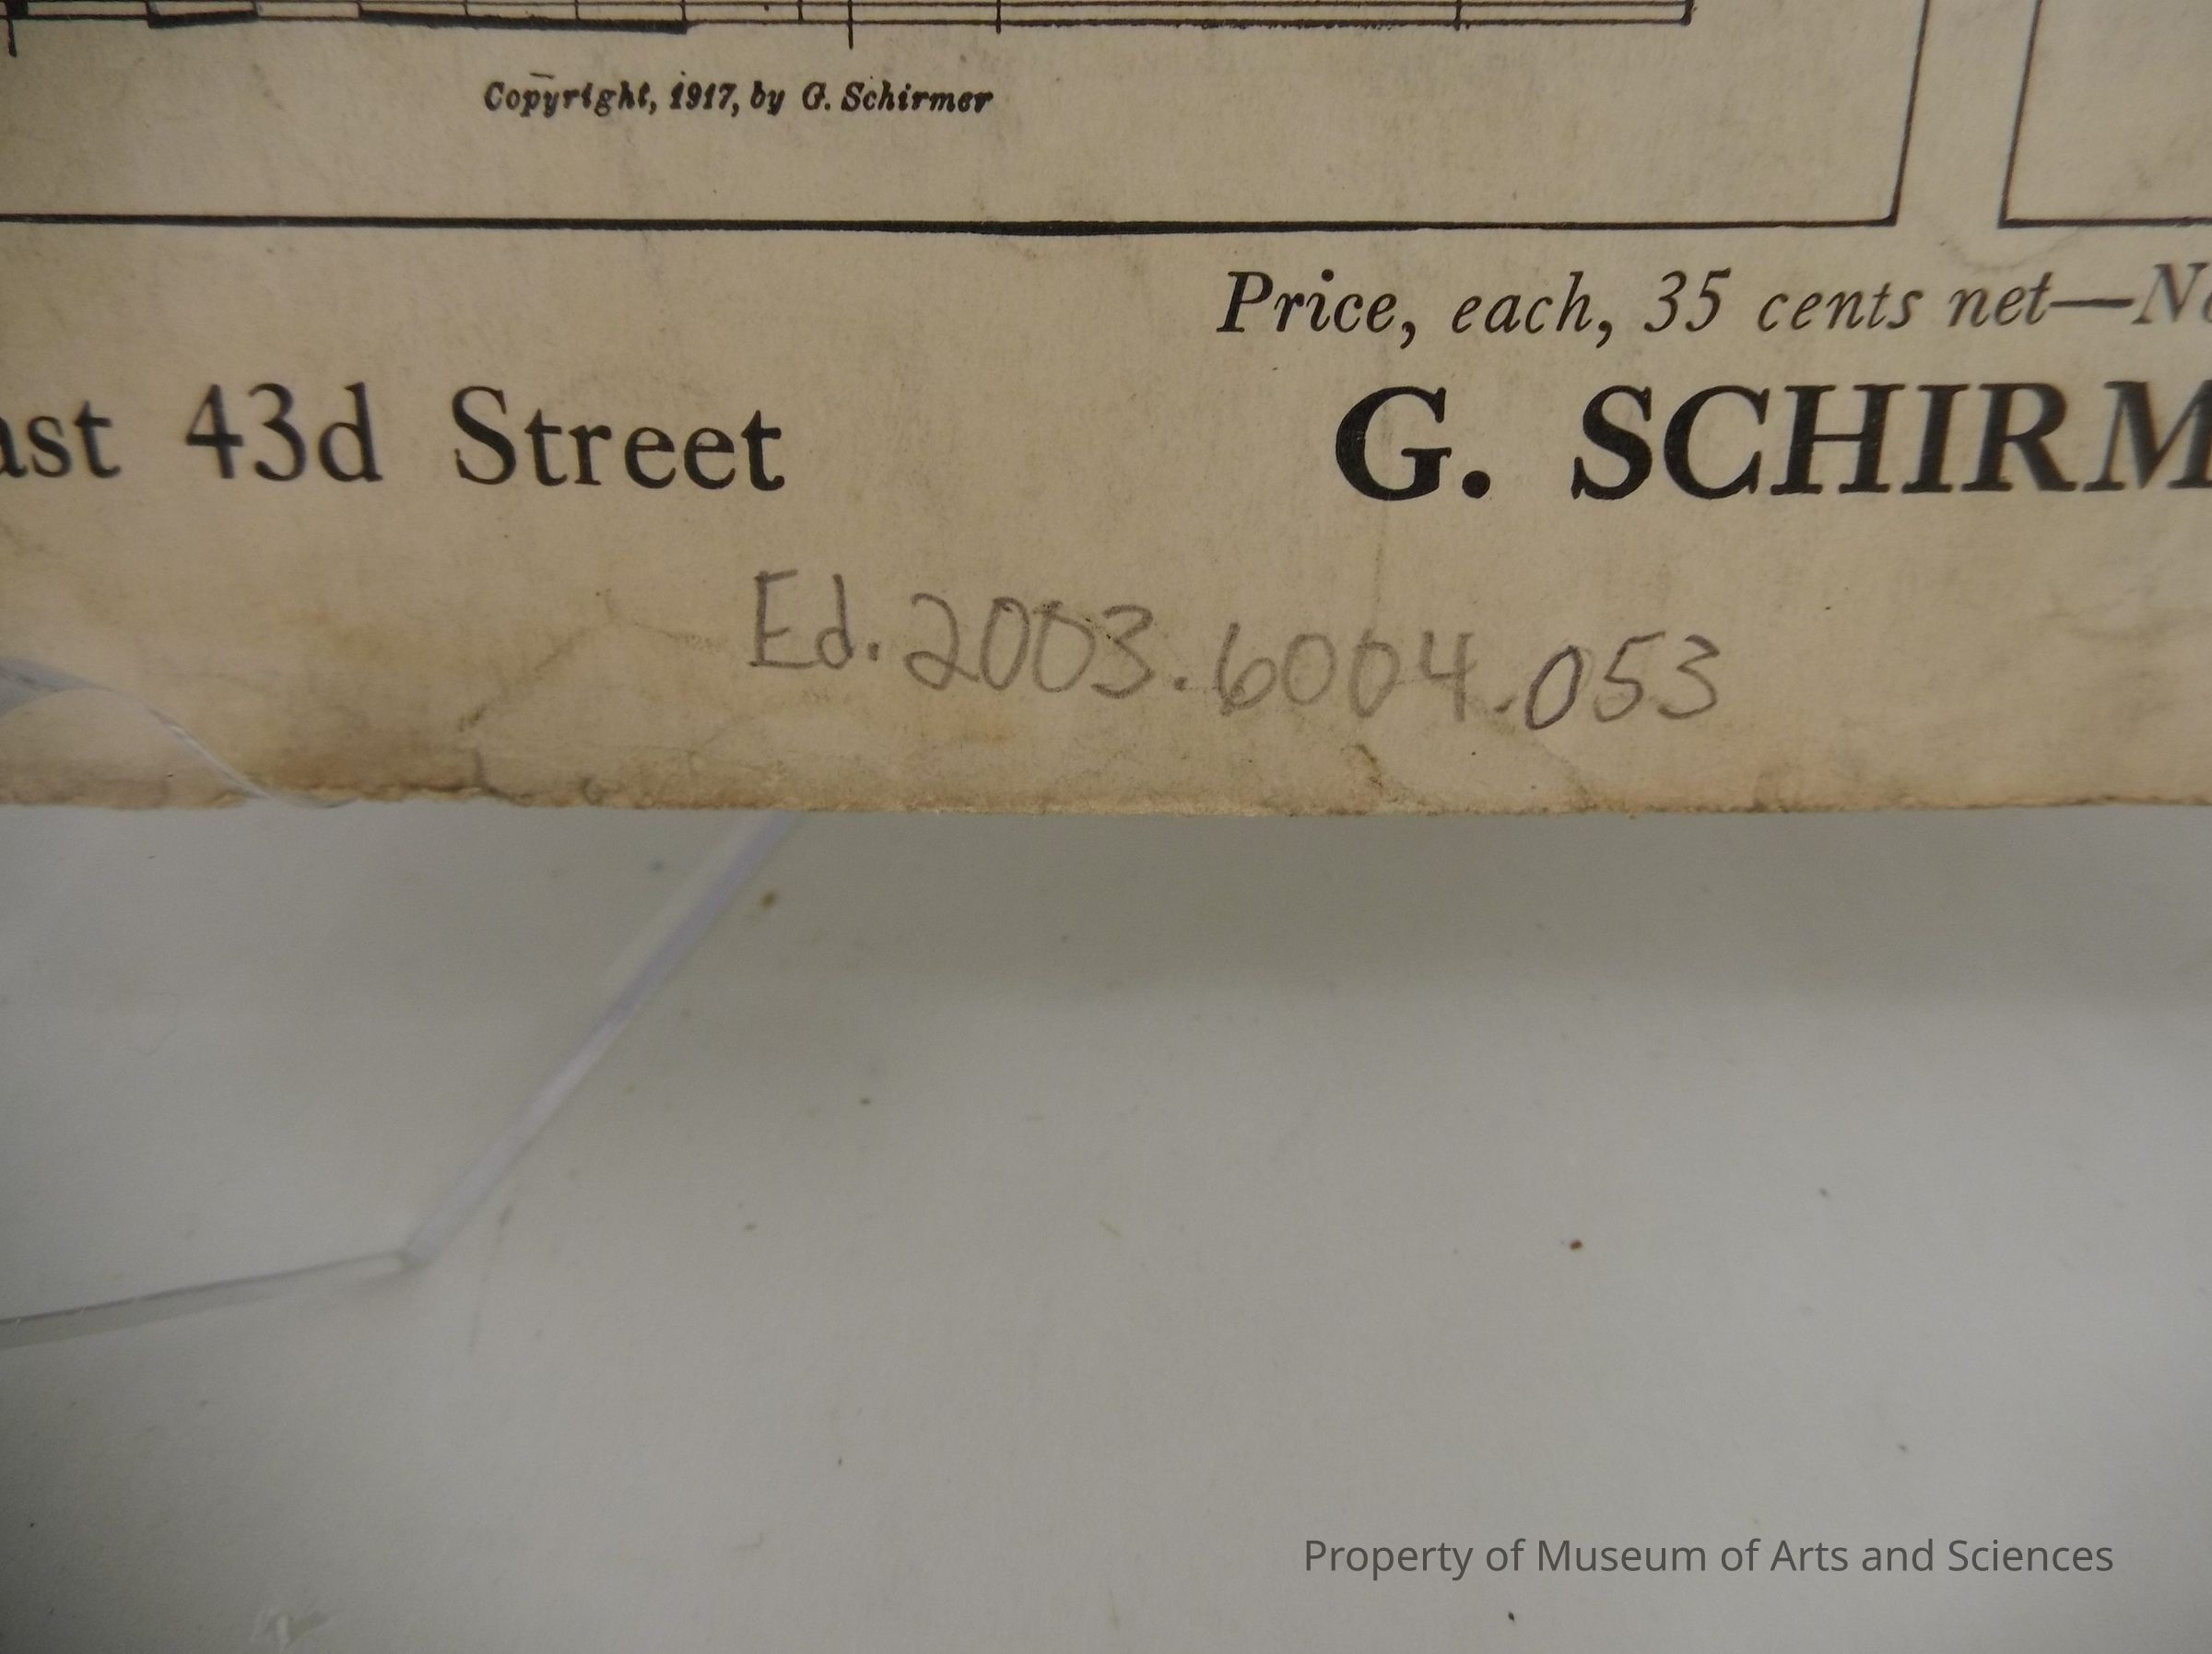 Copyright, 1917, by G. Schirmer
Price, each, 35 cents net—
43d Street
G. SCHIRM
Ed.2003.6004.053
Property of Museum of Arts and Sciences